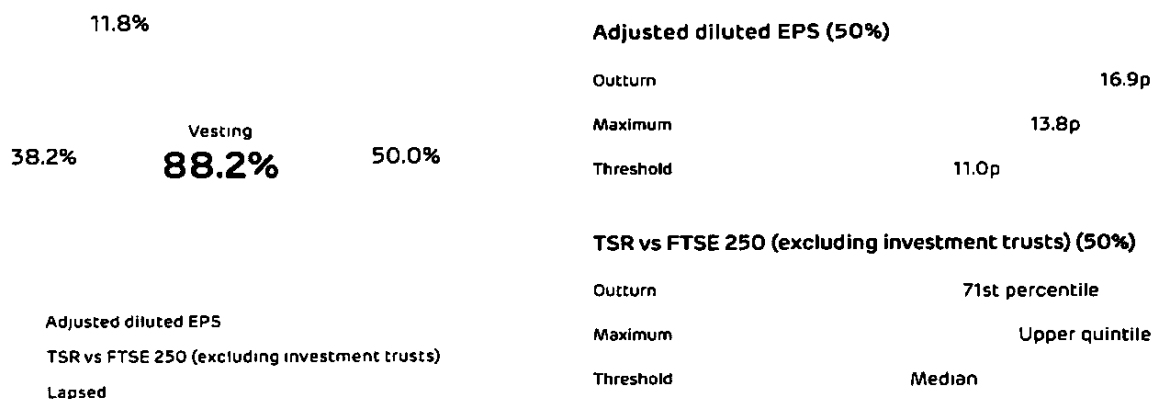 11.8%
38.2%
Vesting
88.2%
50.0%
Adjusted diluted EPS
TSR vs FTSE 250 (excluding investment trusts)
Lapsed
Adjusted diluted EPS (50%)
Outturn 16.9p
Maximum 13.8p
Threshold 11.0p
TSR vs FTSE 250 (excluding investment trusts) (50%)
Outturn 71st percentile
Maximum Upper quintile
Threshold Median